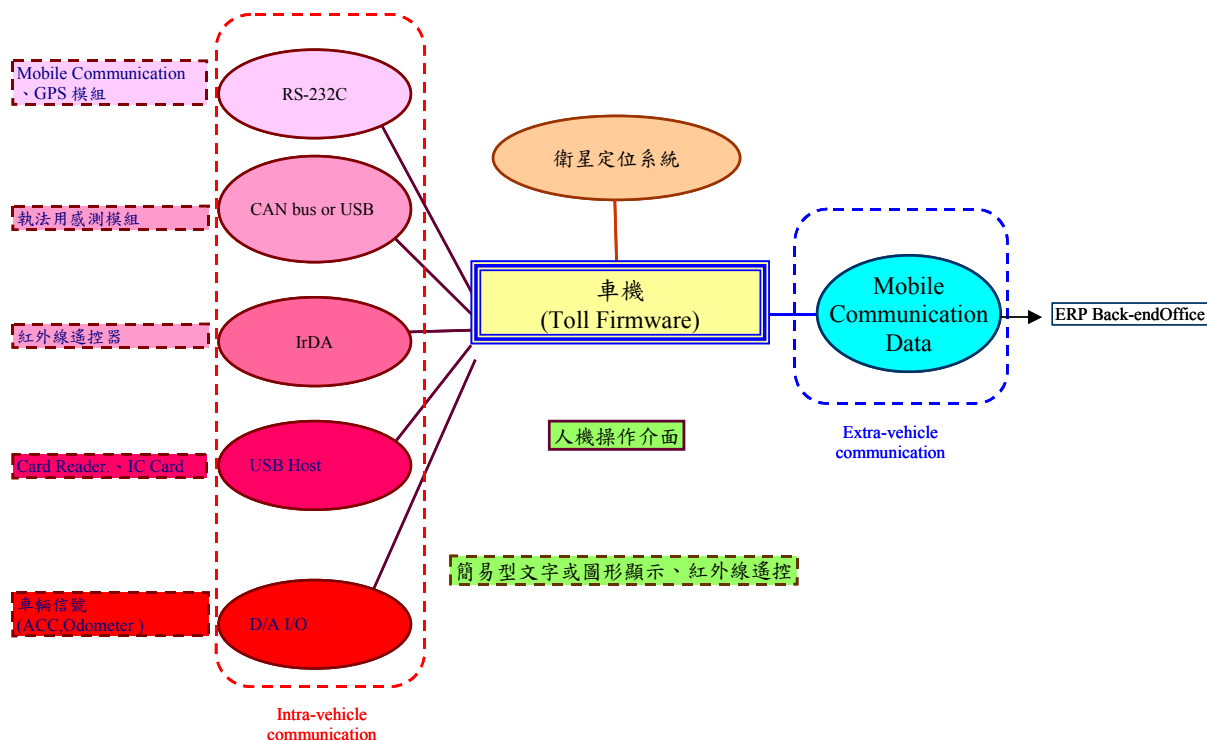 Mobile Communication
、GPS 模組
RS-232C
衛星定位系統
執法用感測模組
CAN bus or USB
車機
(Toll Firmware)
Mobile
Communication
Data
ERP Back-endOffice
紅外線遙控器
IrDA
人機操作介面
Extra-vehicle
communication
Card Reader.、IC Card
USB Host
簡易型文字或圖形顯示、紅外線遙控
車輛信號
(ACC,Odometer )
D/A I/O
Intra-vehicle
communication